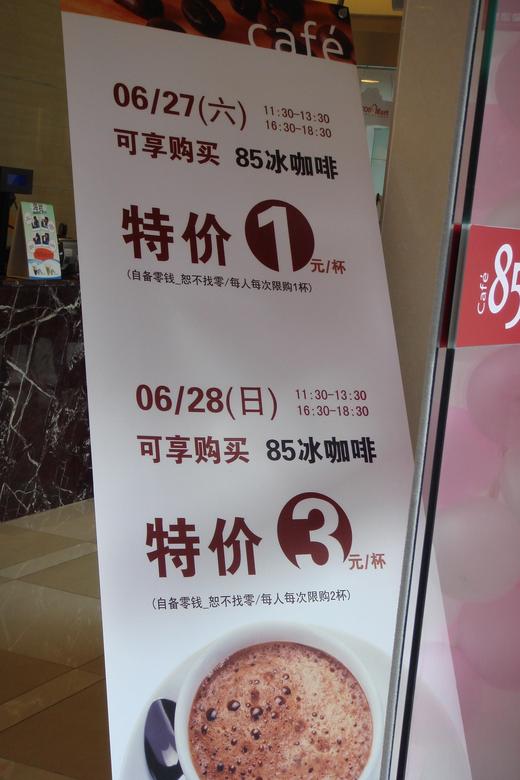 café
06/27(六) 11:30-13:30
16:30-18:30
可享购买 85冰咖啡
特价 1 元/杯
(自备零钱_恕不找零/每人每次限购1杯)
06/28(日) 11:30-13:30
16:30-18:30
可享购买 85冰咖啡
特价 3 元/杯
(自备零钱_恕不找零/每人每次限购2杯)
Café 85